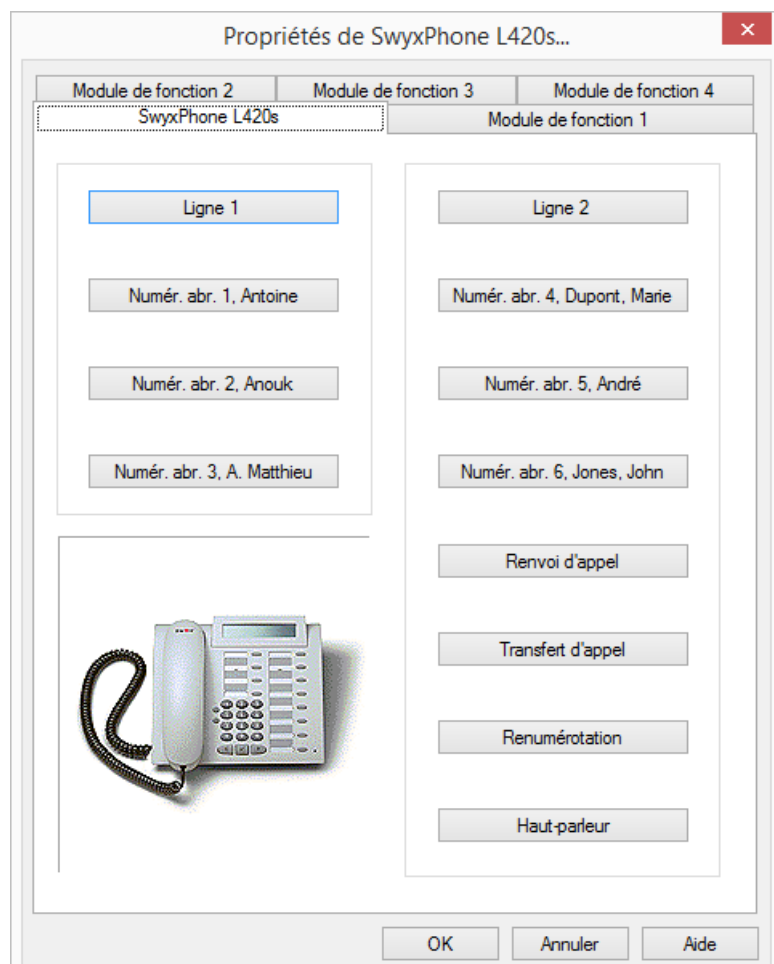 Propriétés de SwyxPhone L420s...
Module de fonction 2
Module de fonction 3
Module de fonction 4
SwyxPhone L420s
Module de fonction 1
Ligne 1
Numér. abr. 1, Antoine
Numér. abr. 2, Anouk
Numér. abr. 3, A. Matthieu
Ligne 2
Numér. abr. 4, Dupont, Marie
Numér. abr. 5, André
Numér. abr. 6, Jones, John
Renvoi d'appel
Transfert d'appel
Renumérotation
Haut-parleur
OK
Annuler
Aide